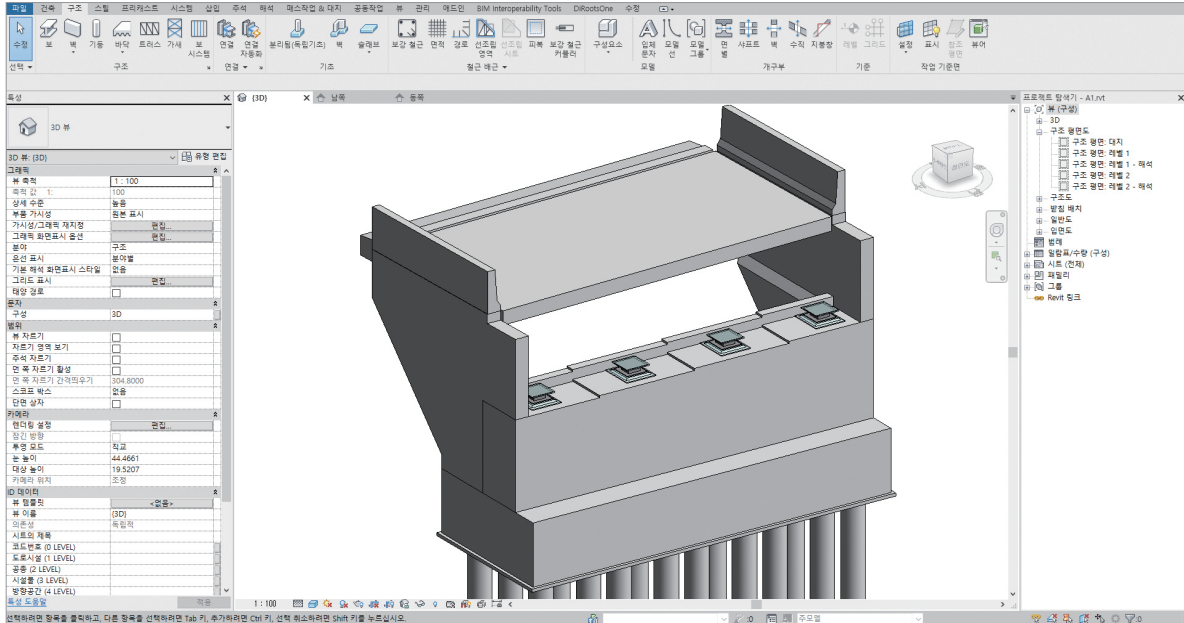 파일 건축 구조 스틸 프리캐스트 시스템 삽입 주석 해석 매스작업 & 대지 공동작업 뷰 관리 애드인 BIM Interoperability Tools DiRootsOne 수정
수정 보 벽 기둥 바닥 트러스 가새 보 시스템 연결 연결 자동화 분리됨(독립기초) 벽 슬래브 보강 철근 면적 경로 선조립 영역 선조립 시트 피복 보강 철근 커플러 구성요소 입체 문자 모델 선 모델 그룹 면 별 샤프트 벽 수직 지붕창 레벨 그리드 설정 표시 참조 평면 뷰어
선택 구조 연결 기초 철근 배근 모델 개구부 기준 작업 기준면
특성
{3D} 남쪽 동쪽
프로젝트 탐색기 - A1.rvt
3D 뷰
3D 뷰: {3D} 유형 편집
그래픽
뷰 축척 1 : 100
축척 값 1: 100
상세 수준 높음
부품 가시성 원본 표시
가시성/그래픽 재지정 편집...
그래픽 화면표시 옵션 편집...
분야 구조
은선 표시 분야별
기본 해석 화면표시 스타일 없음
그리드 표시 편집...
태양 경로
문자
구성 3D
범위
뷰 자르기
자르기 영역 보기
주석 자르기
먼 쪽 자르기 활성
먼 쪽 자르기 간격띄우기 304.8000
스코프 박스 없음
단면 상자
카메라
렌더링 설정 편집...
잠긴 방향
투영 모드 직교
눈 높이 44.4661
대상 높이 19.5207
카메라 위치 조정
ID 데이터
뷰 템플릿 <없음>
뷰 이름 {3D}
의존성 독립적
시트의 제목
코드번호 (0 LEVEL)
도로시설 (1 LEVEL)
공종 (2 LEVEL)
시설물 (3 LEVEL)
방향공간 (4 LEVEL)
특성 도움말 적용
뷰 (구성)
3D
구조 평면도
구조 평면: 대지
구조 평면: 레벨 1
구조 평면: 레벨 1 - 해석
구조 평면: 레벨 2
구조 평면: 레벨 2 - 해석
구조도
받침 배치
일반도
입면도
범례
일람표/수량 (구성)
시트 (전체)
패밀리
그룹
Revit 링크
1 : 100
선택하려면 항목을 클릭하고, 다른 항목을 선택하려면 Tab 키, 추가하려면 Ctrl 키, 선택 취소하려면 Shift 키를 누르십시오.
:0 주모델 :0